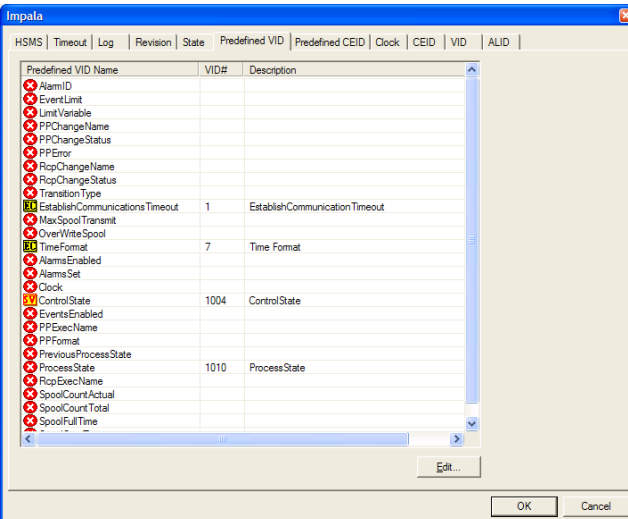 Impala
HSMS Timeout Log Revision State Predefined VID Predefined CEID Clock CEID VID ALID
Predefined VID Name VID# Description
AlarmID
EventLimit
LimitVariable
PPChangeName
PPChangeStatus
PPError
RcpChangeName
RcpChangeStatus
TransitionType
EC EstablishCommunicationsTimeout 1 EstablishCommunicationTimeout
MaxSpoolTransmit
OverWriteSpool
EC TimeFormat 7 Time Format
AlarmsEnabled
AlarmsSet
Clock
SV ControlState 1004 ControlState
EventsEnabled
PPExecName
PPFormat
PreviousProcessState
ProcessState 1010 ProcessState
RcpExecName
SpoolCountActual
SpoolCountTotal
SpoolFullTime
Edit...
OK Cancel